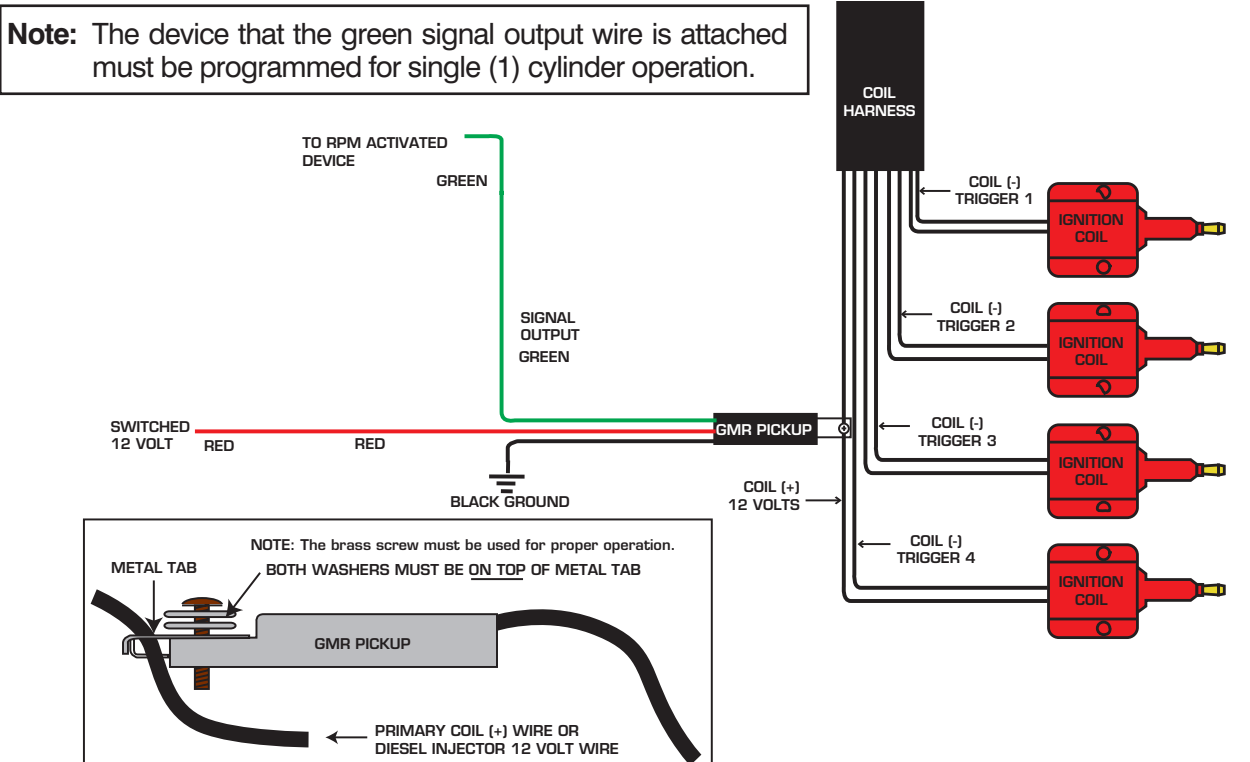 Note: The device that the green signal output wire is attached
must be programmed for single (1) cylinder operation.
COIL
HARNESS
TO RPM ACTIVATED
DEVICE
GREEN
COIL (-)
TRIGGER 1
IGNITION
COIL
SIGNAL
OUTPUT
GREEN
COIL (-)
TRIGGER 2
IGNITION
COIL
SWITCHED
12 VOLT
RED
RED
GMR PICKUP
COIL (-)
TRIGGER 3
IGNITION
COIL
BLACK GROUND
COIL (+)
12 VOLTS
COIL (-)
TRIGGER 4
IGNITION
COIL
NOTE: The brass screw must be used for proper operation.
METAL TAB
BOTH WASHERS MUST BE ON TOP OF METAL TAB
GMR PICKUP
PRIMARY COIL (+) WIRE OR
DIESEL INJECTOR 12 VOLT WIRE